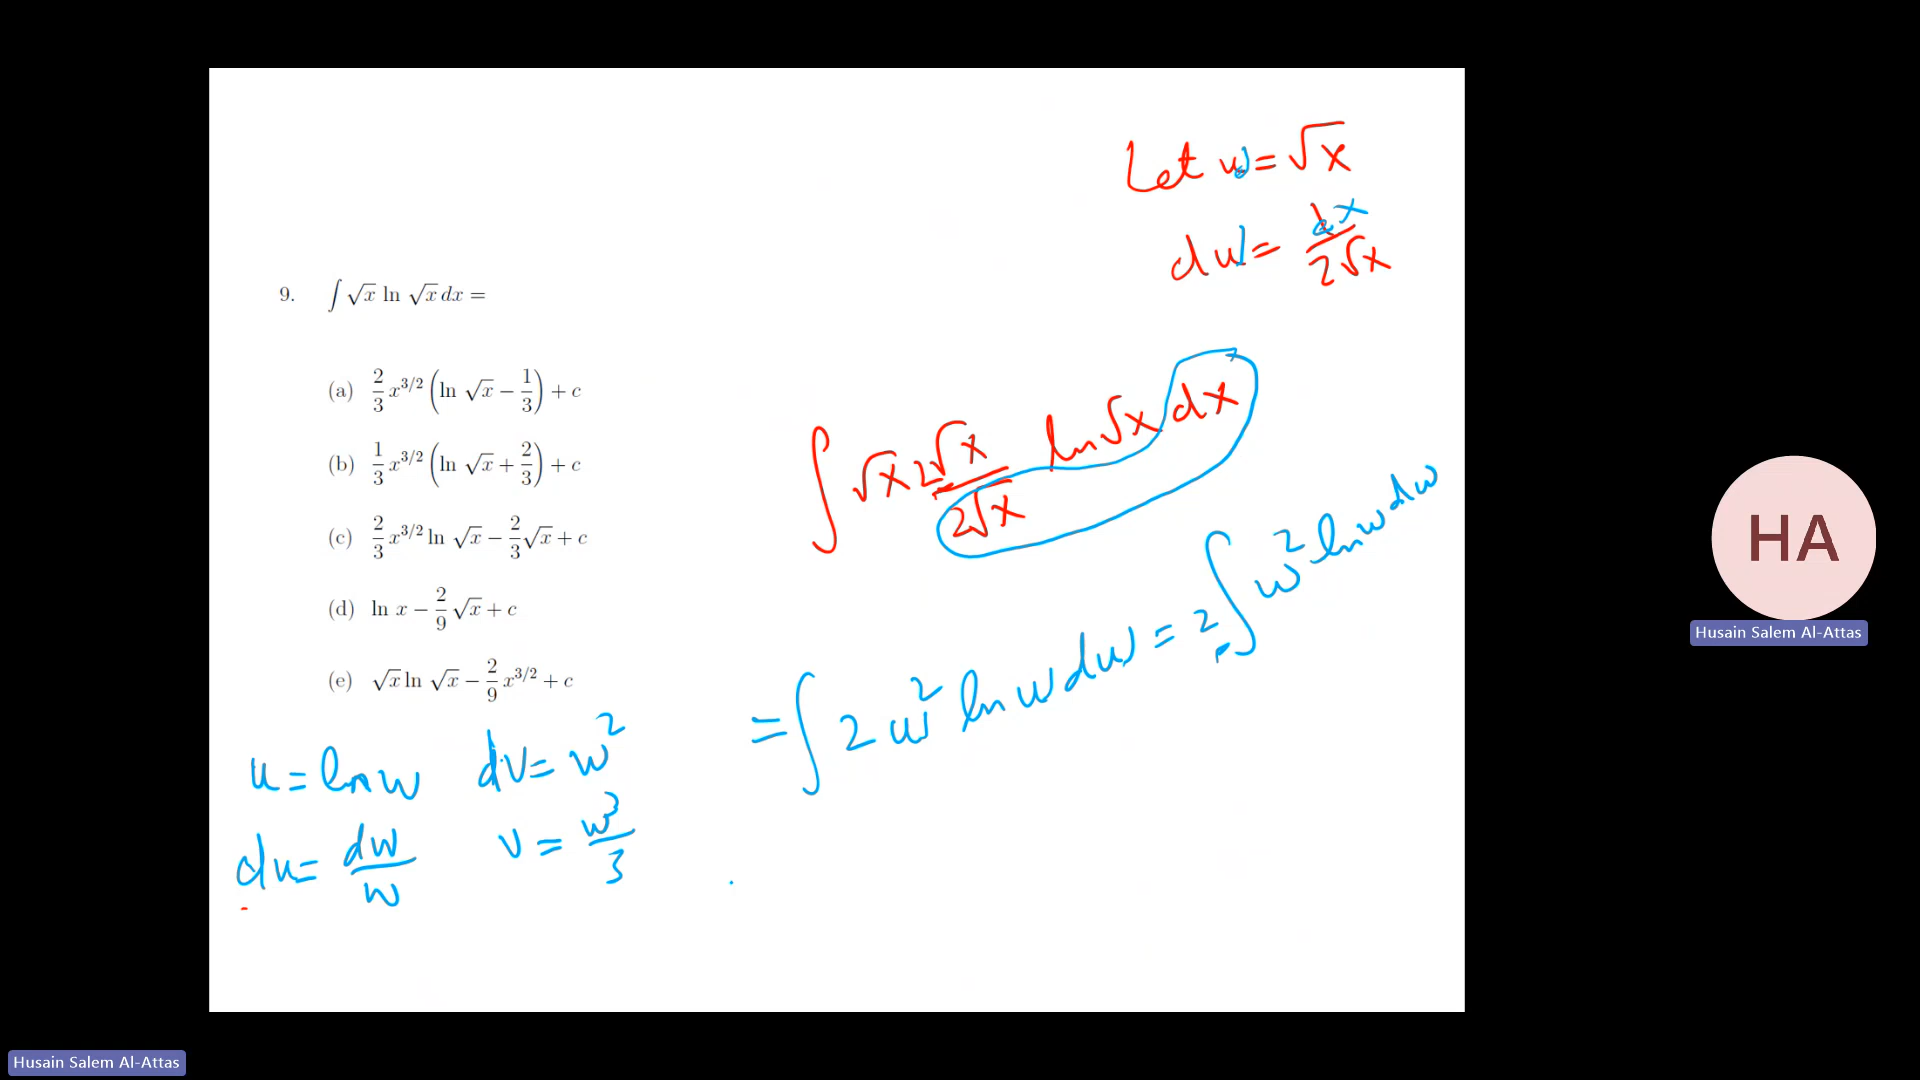 Let w = √x
dw = dx / 2√x
9. ∫ √x ln √x dx =
(a) 2/3 x^{3/2} (ln √x − 1/3) + c
(b) 1/3 x^{3/2} (ln √x + 2/3) + c
(c) 2/3 x^{3/2} ln √x − 2/3 √x + c
(d) ln x − 2/9 √x + c
(e) √x ln √x − 2/9 x^{3/2} + c
∫ √x 2√x / 2√x ln √x dx
= ∫ 2 w² ln w dw = 2 ∫ w² ln w dw
u = ln w dv = w²
du = dw / w v = w³ / 3
HA
Husain Salem Al-Attas
Husain Salem Al-Attas